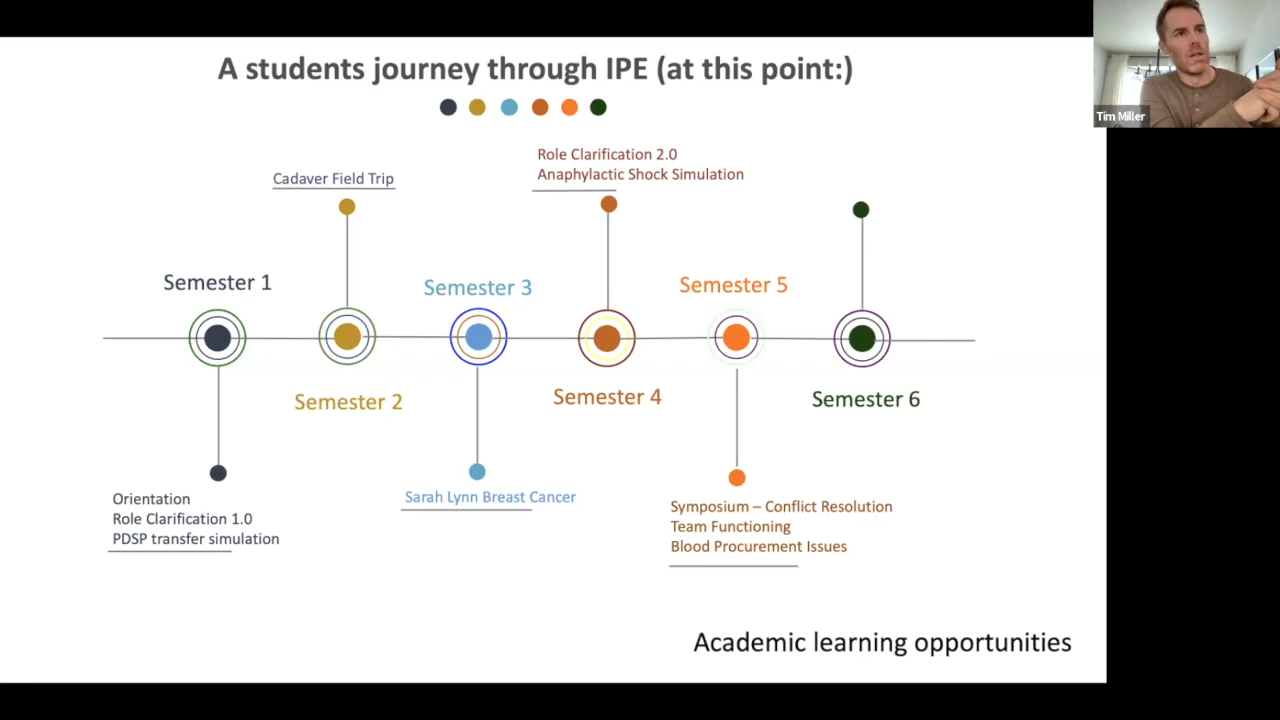 A students journey through IPE (at this point:)
Tim Miller
Role Clarification 2.0
Anaphylactic Shock Simulation
Cadaver Field Trip
Semester 1
Semester 3
Semester 5
Semester 2
Semester 4
Semester 6
Orientation
Role Clarification 1.0
PDSP transfer simulation
Sarah Lynn Breast Cancer
Symposium – Conflict Resolution
Team Functioning
Blood Procurement Issues
Academic learning opportunities